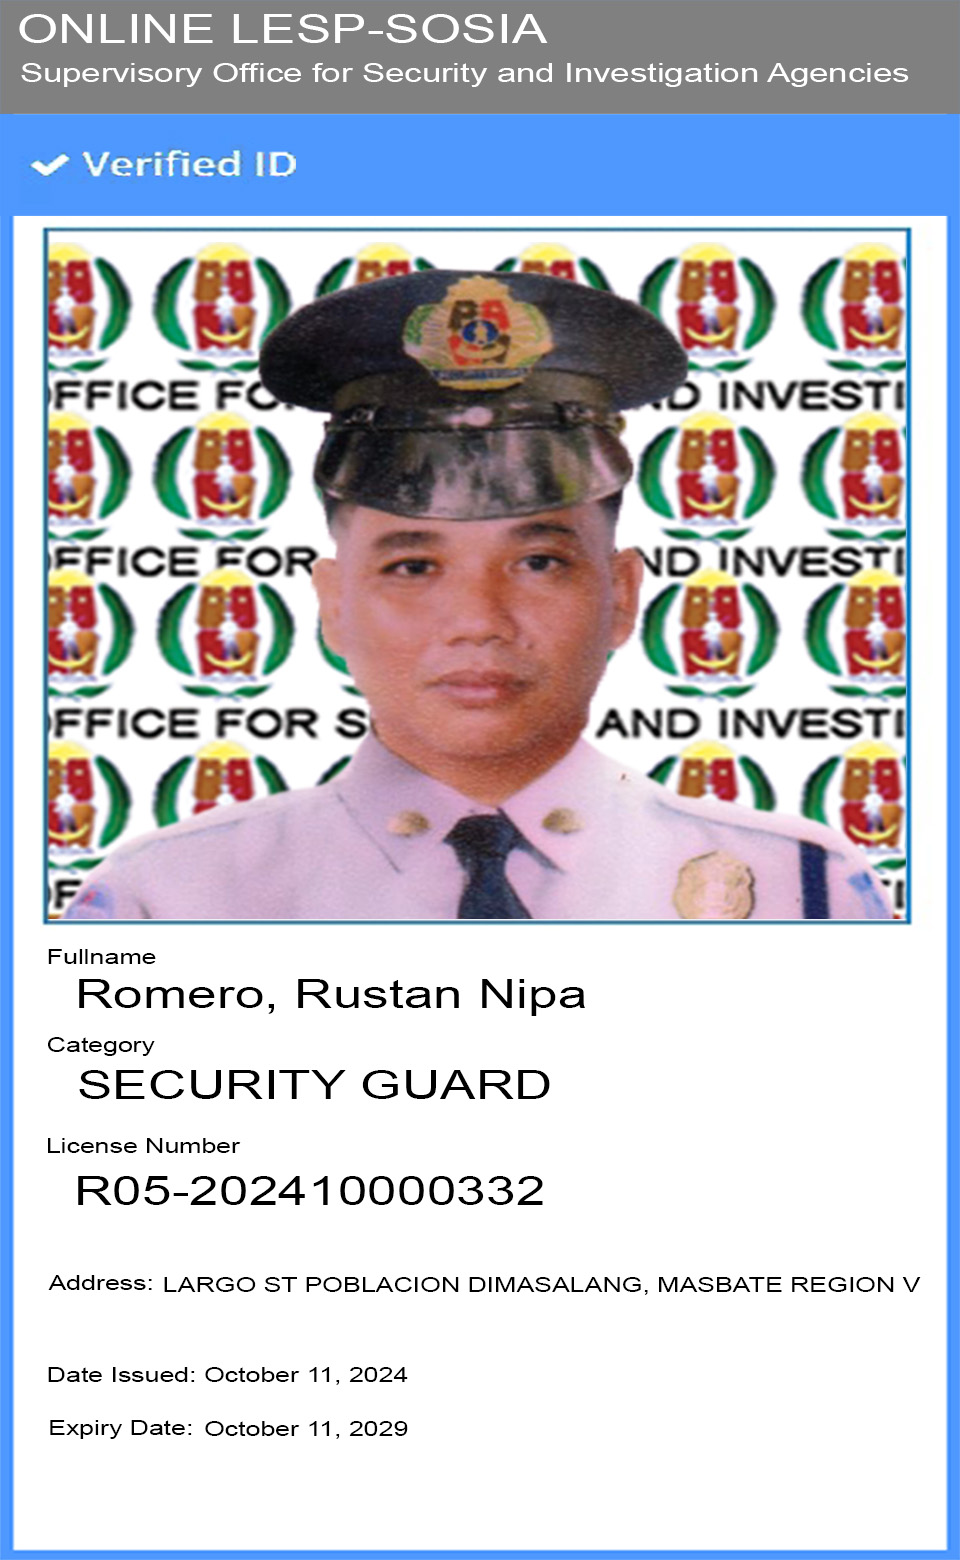 ONLINE LESP-SOSIA
Supervisory Office for Security and Investigation Agencies
Verified ID
FFICE FO ND INVESTI
FFICE FOR ND INVESTI
FFICE FOR S AND INVESTI
Fullname
Romero, Rustan Nipa
Category
SECURITY GUARD
License Number
R05-202410000332
Address: LARGO ST POBLACION DIMASALANG, MASBATE REGION V
Date Issued: October 11, 2024
Expiry Date: October 11, 2029